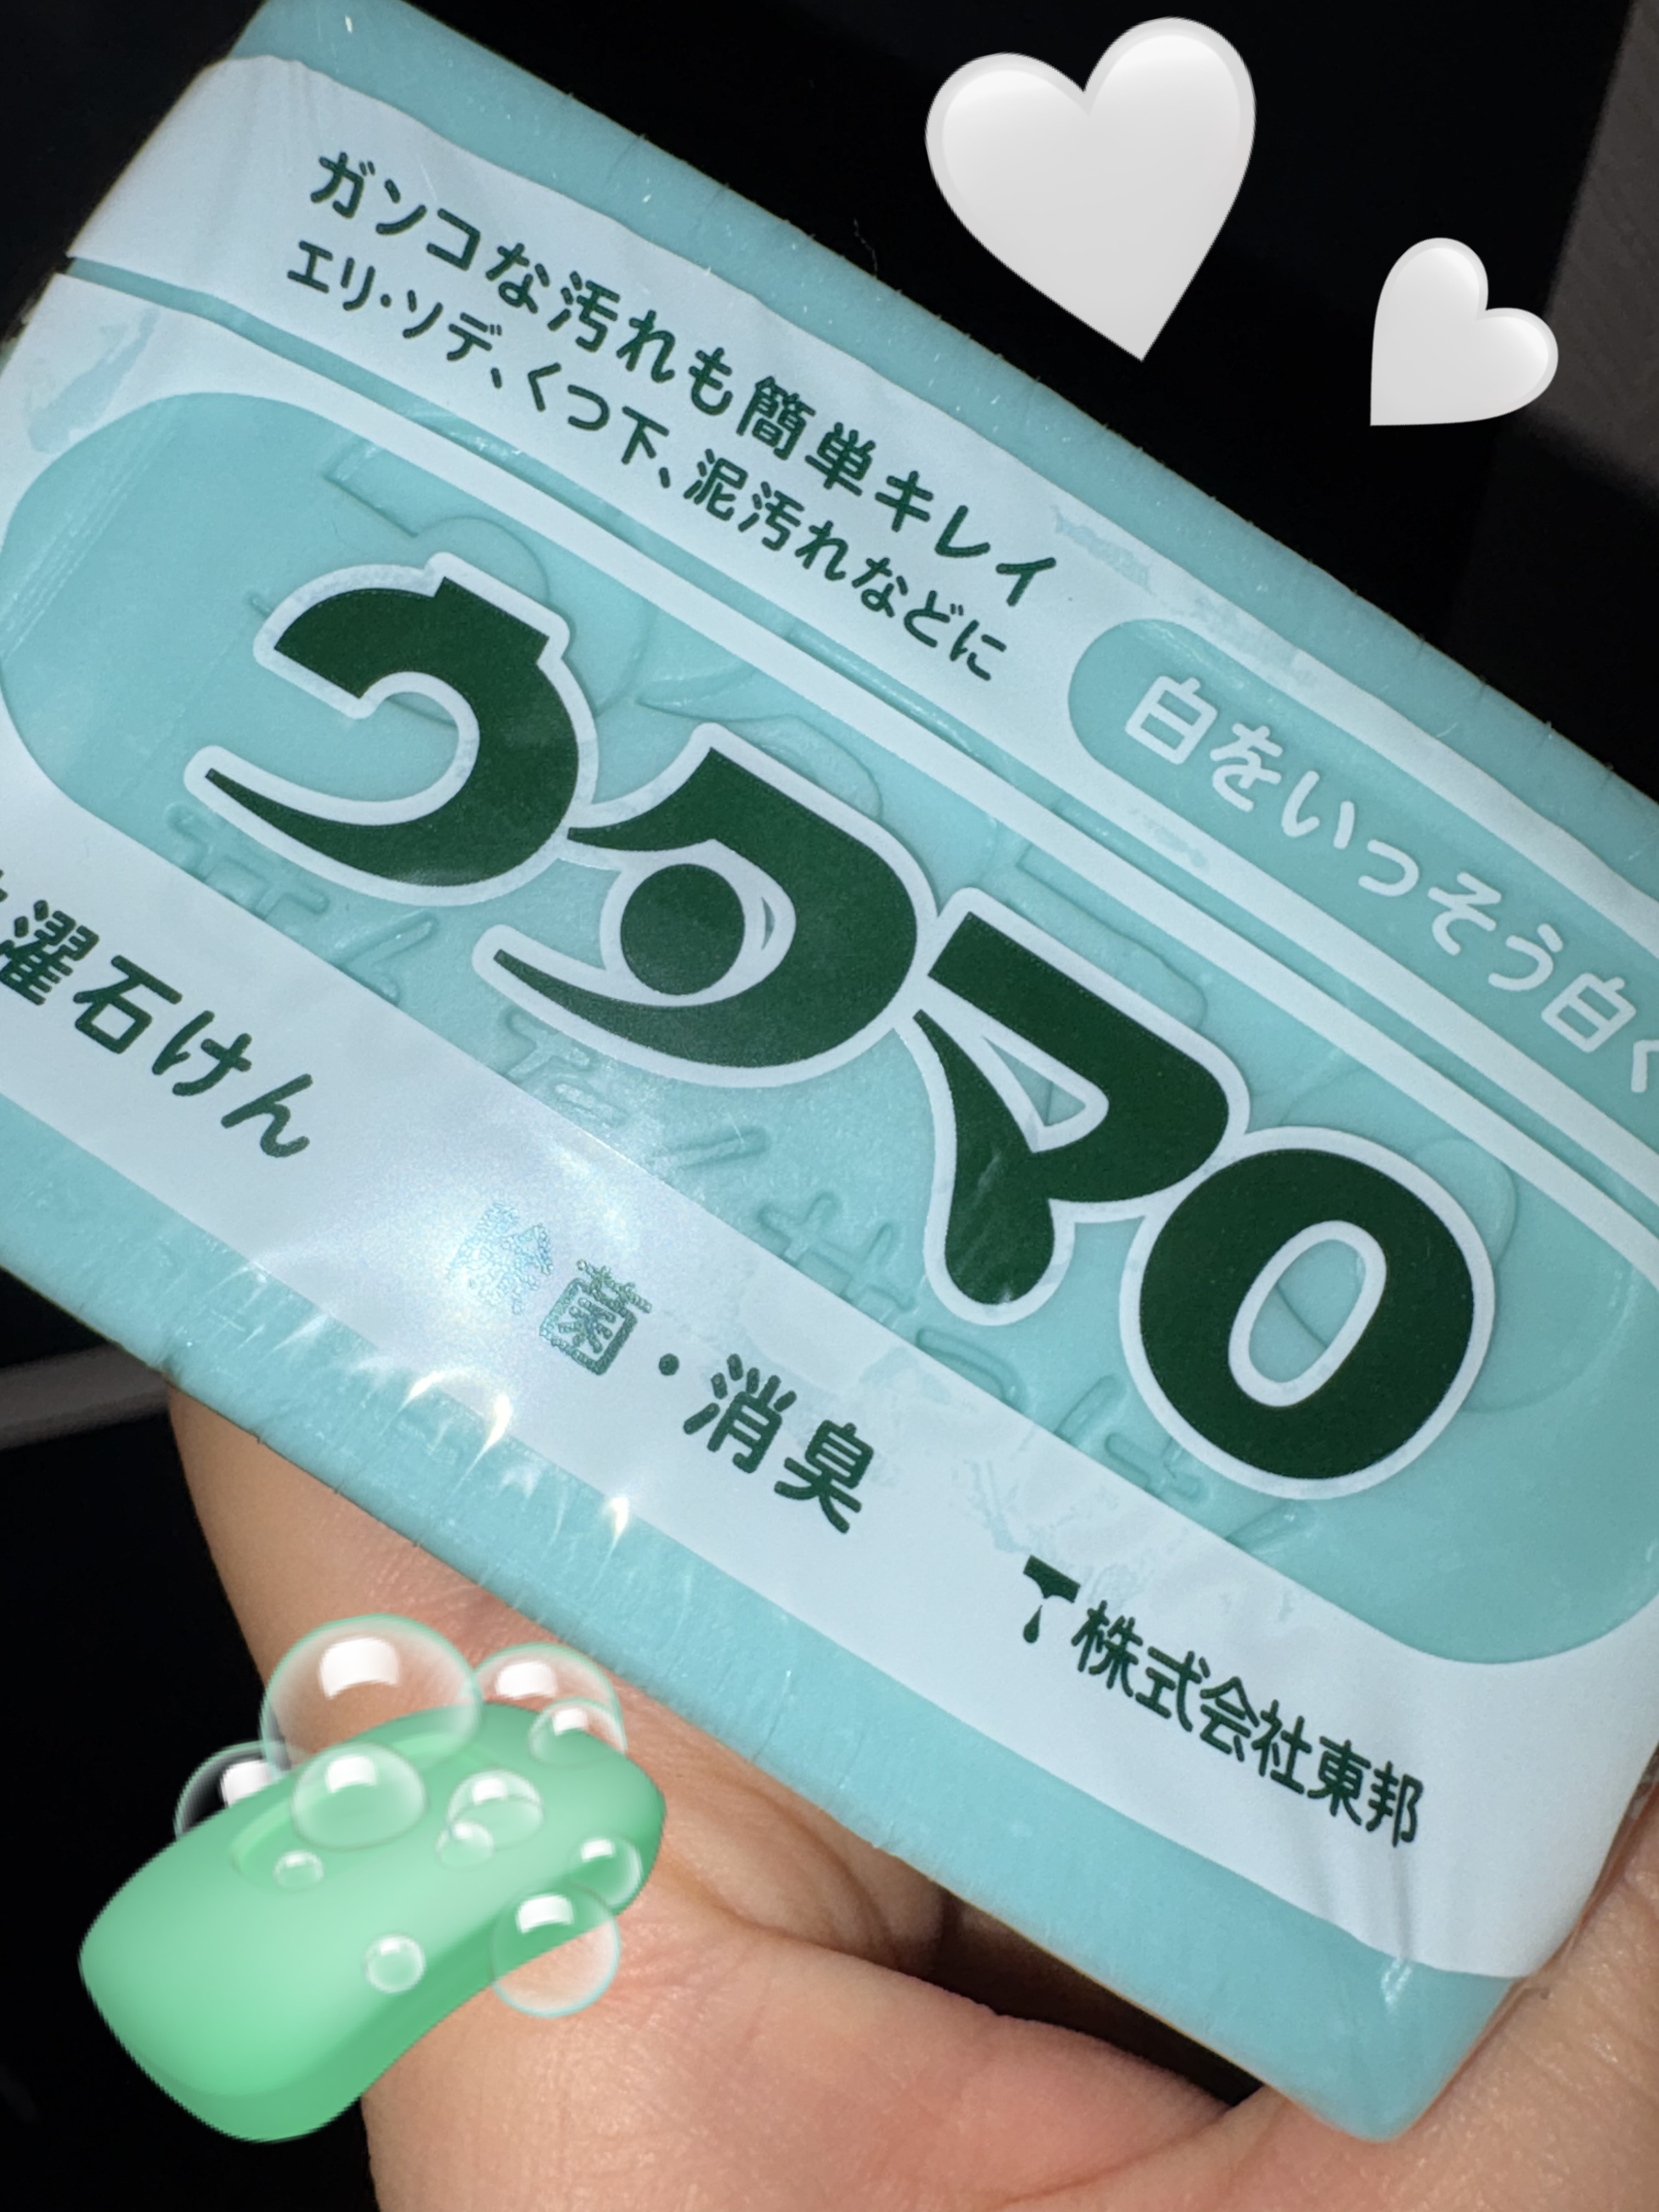 ガンコな汚れも簡単キレイ
エリ・ソデ、くつ下、泥汚れなどに
白をいっそう白く
ウタマロ
濯石けん
除菌・消臭
株式会社東邦